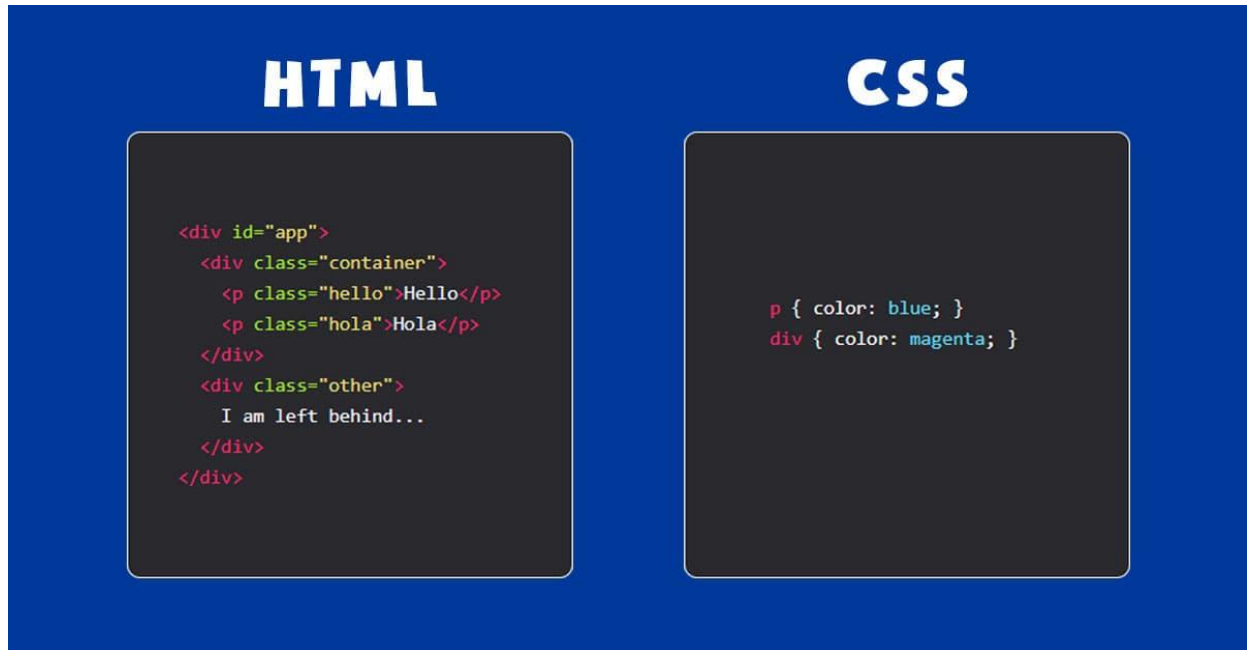 HTML
<div id="app">
  <div class="container">
    <p class="hello">Hello</p>
    <p class="hola">Hola</p>
  </div>
  <div class="other">
    I am left behind...
  </div>
</div>
CSS
p { color: blue; }
div { color: magenta; }